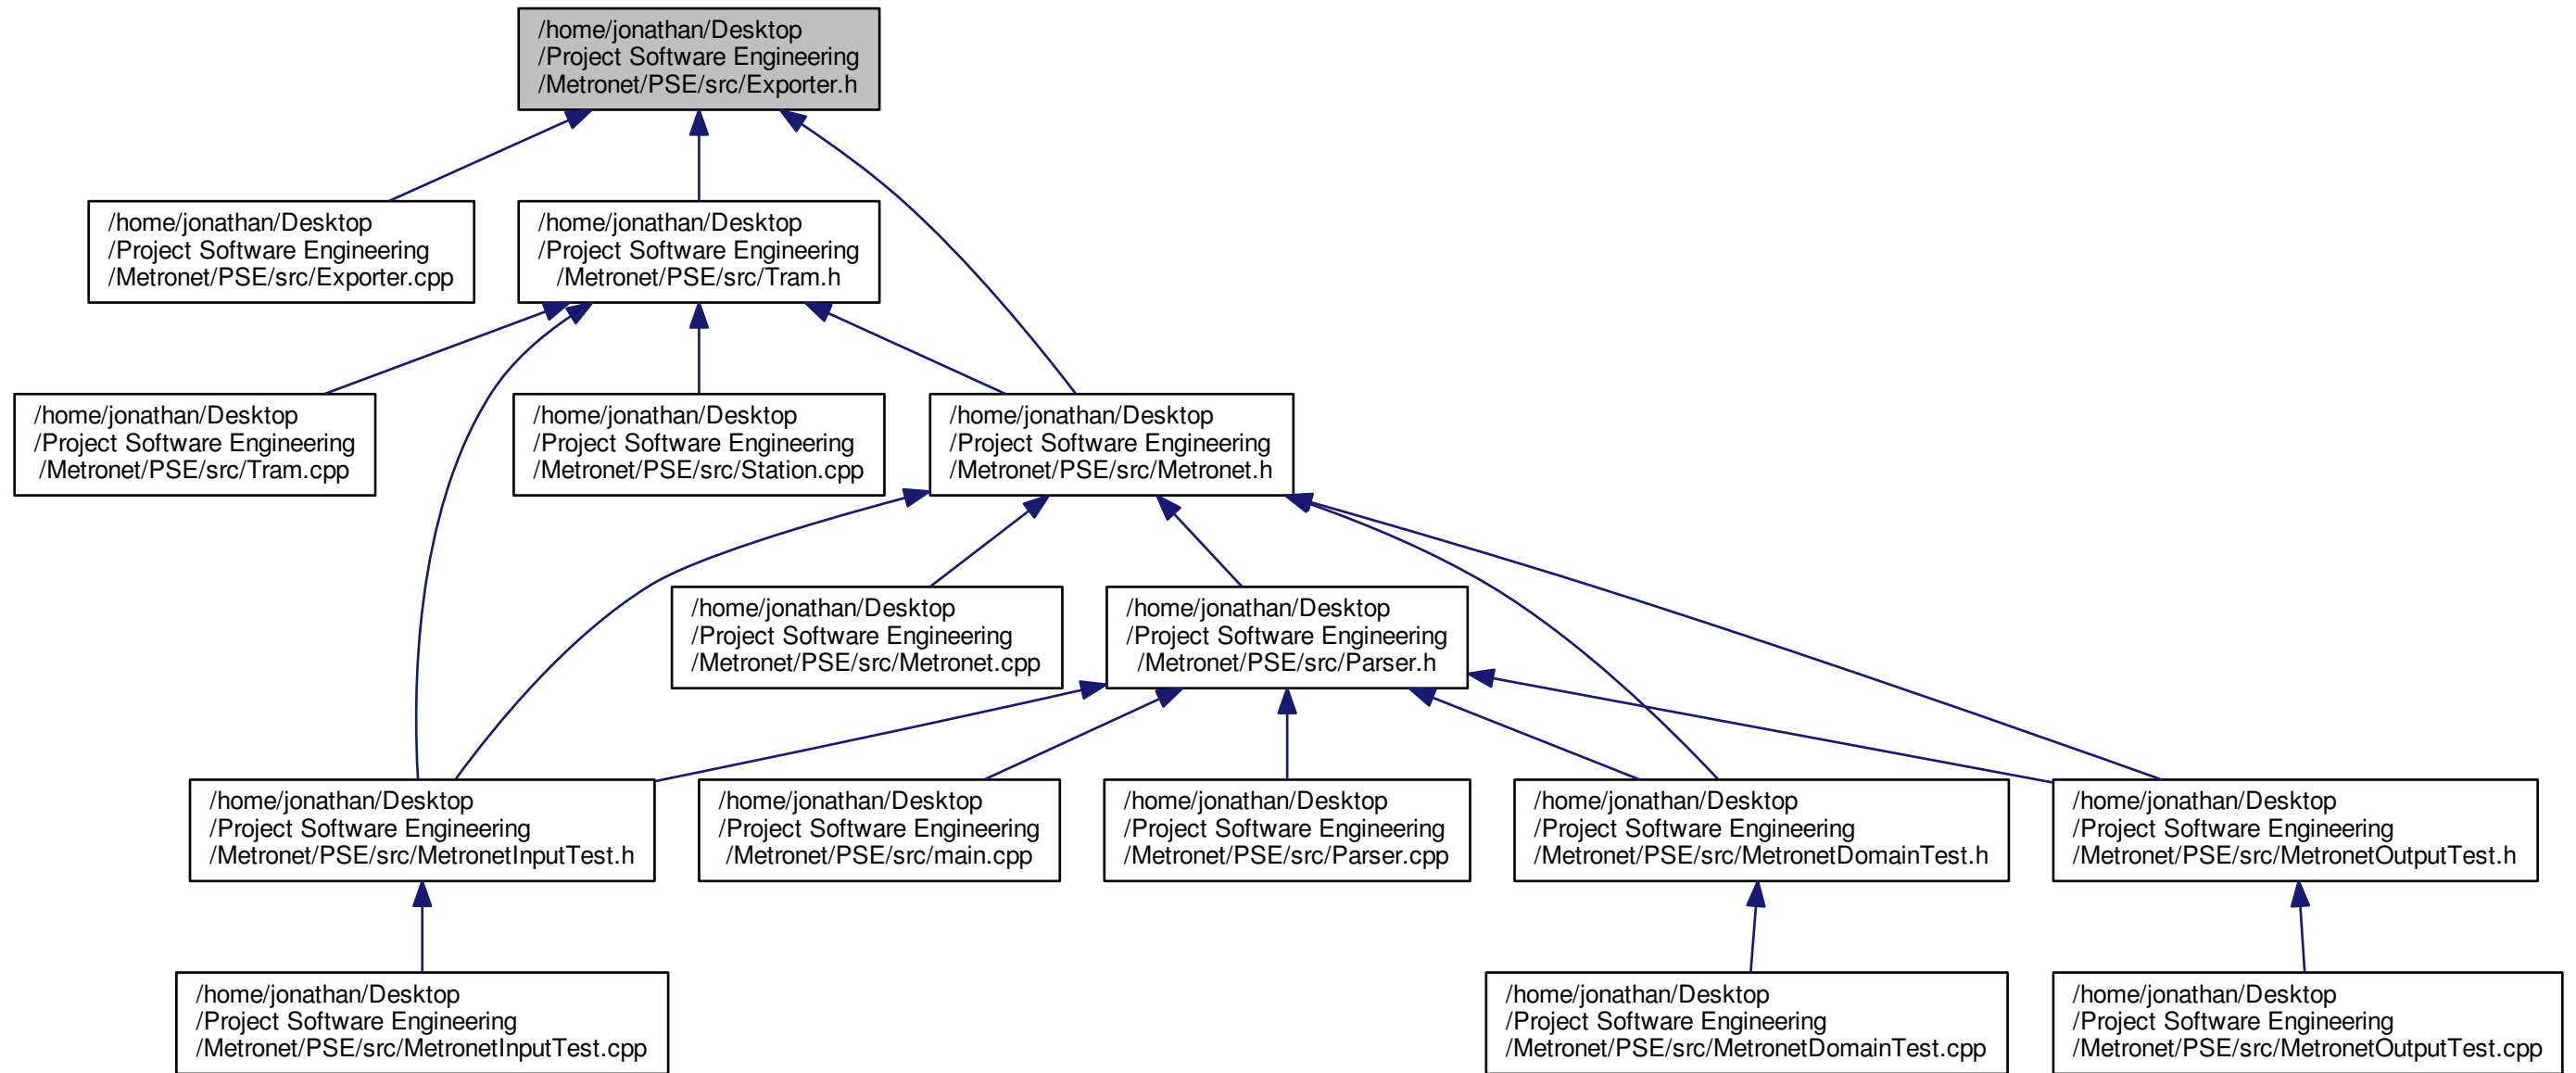 /home/jonathan/Desktop
/Project Software Engineering
/Metronet/PSE/src/Exporter.h
/home/jonathan/Desktop
/Project Software Engineering
/Metronet/PSE/src/Exporter.cpp
/home/jonathan/Desktop
/Project Software Engineering
/Metronet/PSE/src/Tram.h
/home/jonathan/Desktop
/Project Software Engineering
/Metronet/PSE/src/Tram.cpp
/home/jonathan/Desktop
/Project Software Engineering
/Metronet/PSE/src/Station.cpp
/home/jonathan/Desktop
/Project Software Engineering
/Metronet/PSE/src/Metronet.h
/home/jonathan/Desktop
/Project Software Engineering
/Metronet/PSE/src/Metronet.cpp
/home/jonathan/Desktop
/Project Software Engineering
/Metronet/PSE/src/Parser.h
/home/jonathan/Desktop
/Project Software Engineering
/Metronet/PSE/src/MetronetInputTest.h
/home/jonathan/Desktop
/Project Software Engineering
/Metronet/PSE/src/main.cpp
/home/jonathan/Desktop
/Project Software Engineering
/Metronet/PSE/src/Parser.cpp
/home/jonathan/Desktop
/Project Software Engineering
/Metronet/PSE/src/MetronetDomainTest.h
/home/jonathan/Desktop
/Project Software Engineering
/Metronet/PSE/src/MetronetOutputTest.h
/home/jonathan/Desktop
/Project Software Engineering
/Metronet/PSE/src/MetronetInputTest.cpp
/home/jonathan/Desktop
/Project Software Engineering
/Metronet/PSE/src/MetronetDomainTest.cpp
/home/jonathan/Desktop
/Project Software Engineering
/Metronet/PSE/src/MetronetOutputTest.cpp